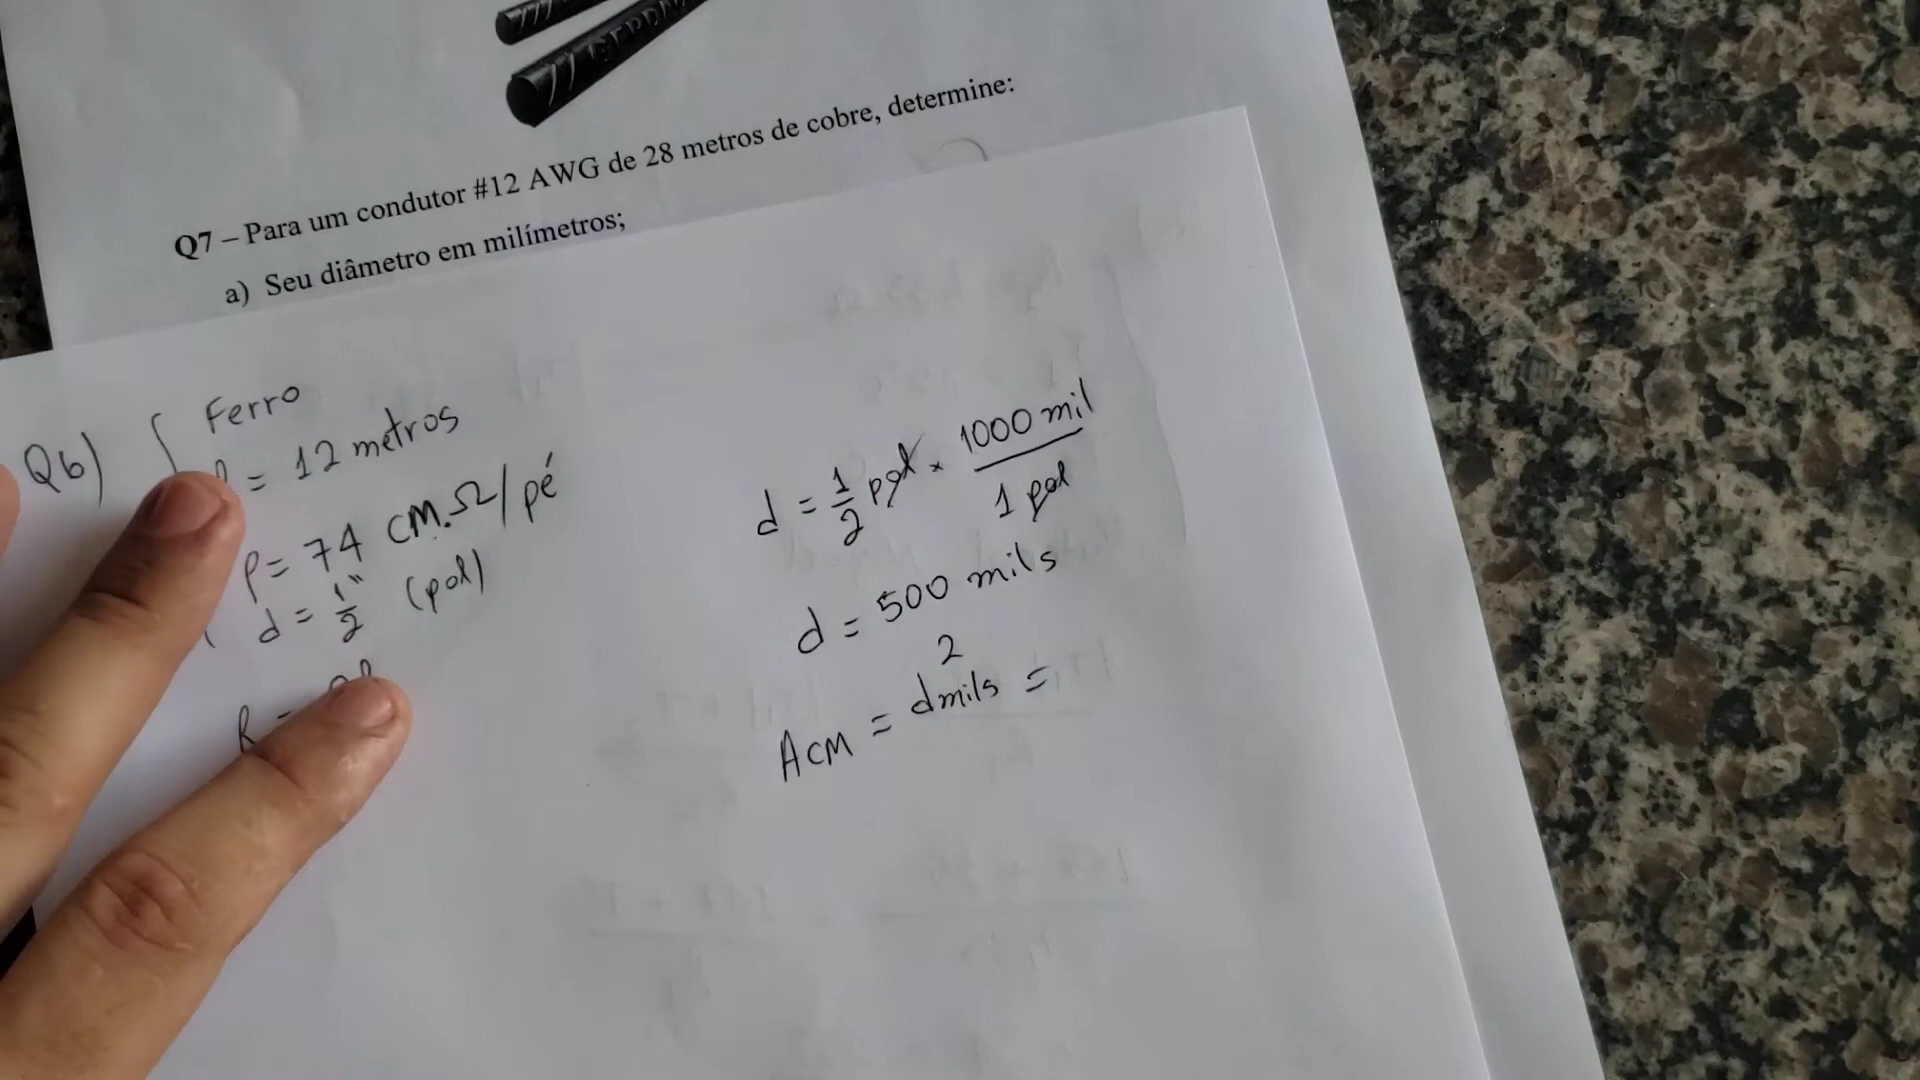 Q7 – Para um condutor #12 AWG de 28 metros de cobre, determine:
a) Seu diâmetro em milímetros;
Q6)
Ferro
= 12 metros
ρ = 74 CM.Ω/pé
d = 1"/2 (pol)
R =
d = 1/2 pol × 1000 mil / 1 pol
d = 500 mils
ACM = dmils² =